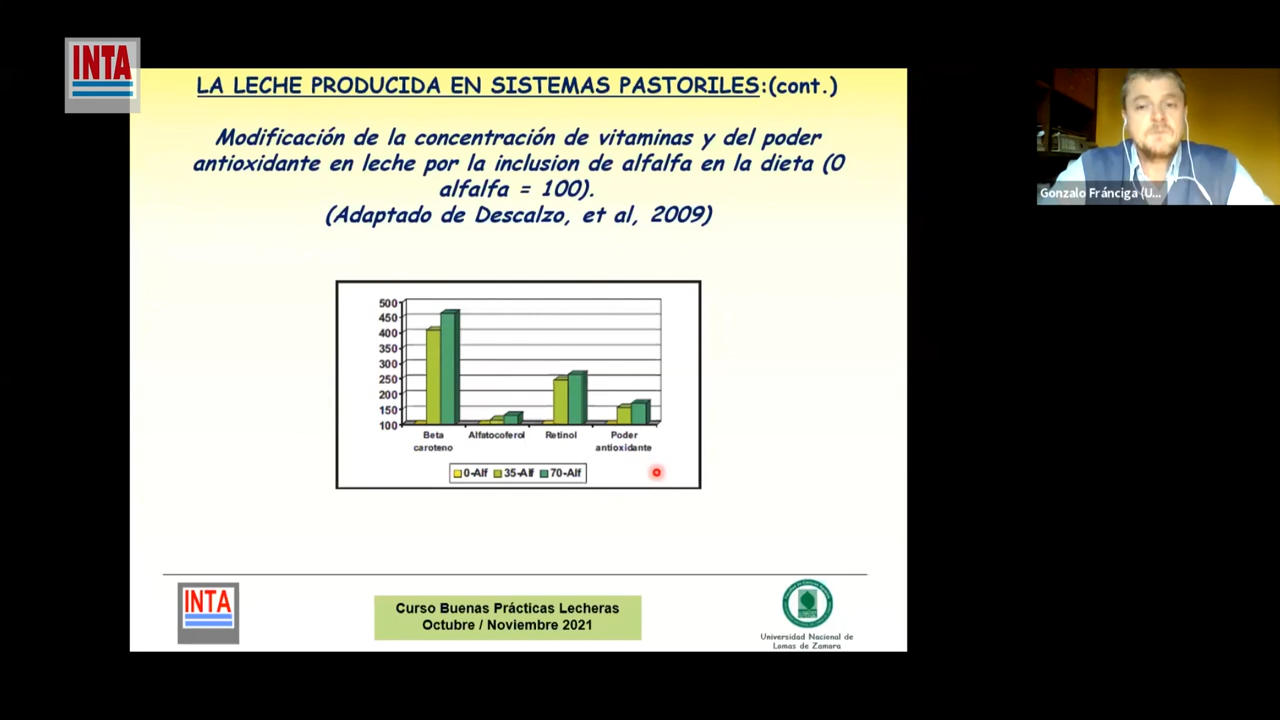 INTA
LA LECHE PRODUCIDA EN SISTEMAS PASTORILES:(cont.)
Modificación de la concentración de vitaminas y del poder
antioxidante en leche por la inclusion de alfalfa en la dieta (0
alfalfa = 100).
(Adaptado de Descalzo, et al, 2009)
500
450
400
350
300
250
200
150
100
Beta
caroteno
Alfatocoferol
Retinol
Poder
antioxidante
0-Alf 35-Alf 70-Alf
INTA
Curso Buenas Prácticas Lecheras
Octubre / Noviembre 2021
Universidad Nacional de
Lomas de Zamora
Gonzalo Fránciga (U...